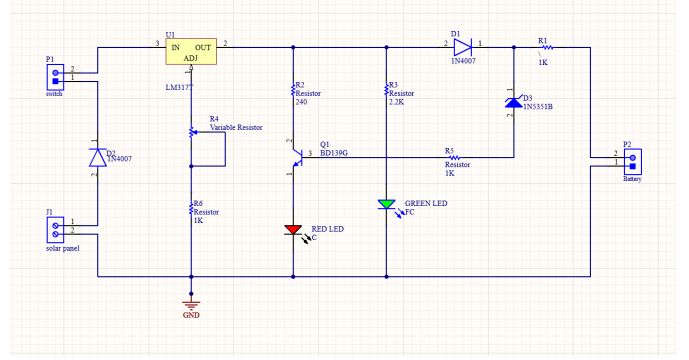 U1
D1
R1
3
IN
OUT
2
2
1
ADJ
P1
1N4007
\
1K
2
1
switch
1
LM317T
R2
Resistor
240
R3
Resistor
2.2K
1
D3
1N5351B
2
R4
Variable Resistor
1
D2
1N4007
2
2
Q1
BD139G
3
1
R5
Resistor
1K
P2
2
1
Battery
R6
Resistor
1K
GREEN LED
FC
J1
1
2
solar panel
RED LED
C
GND